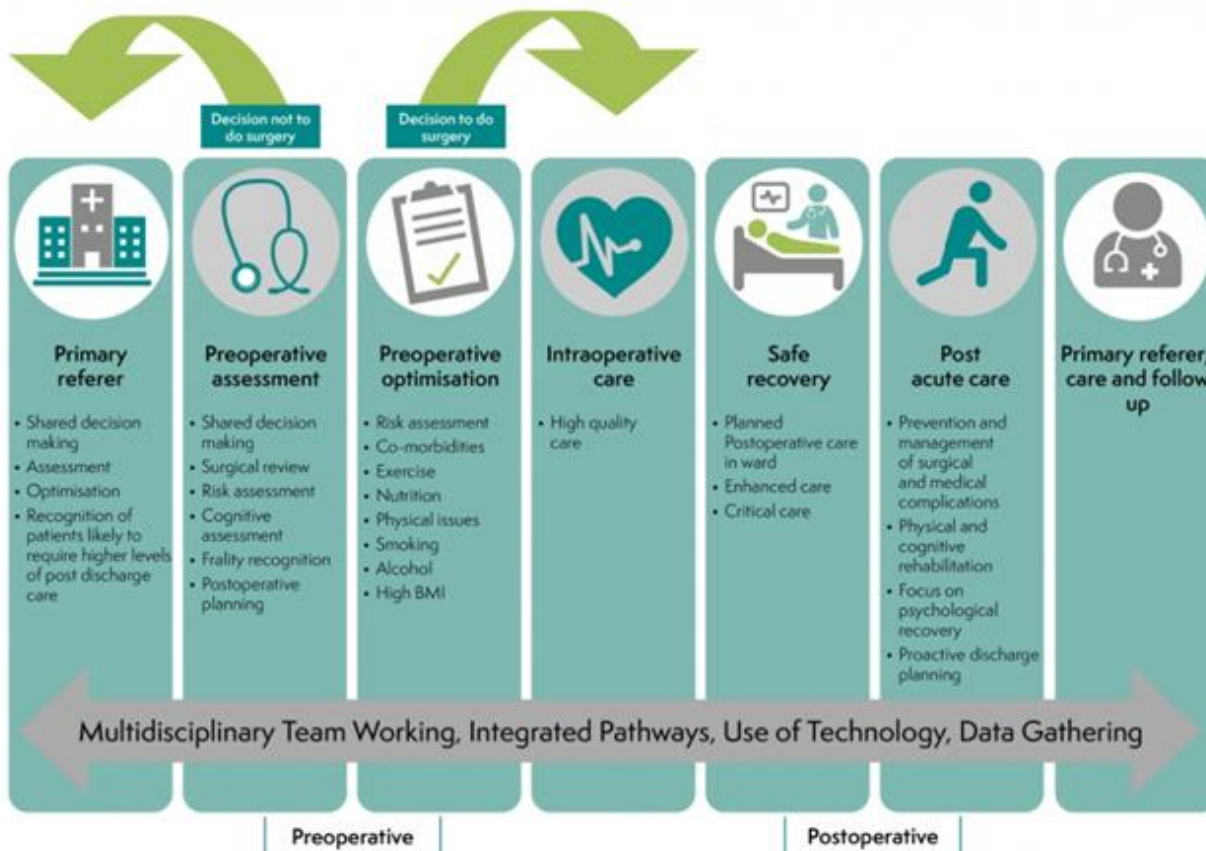 Decision not to
do surgery
Decision to do
surgery
Primary
referer
• Shared decision
making
• Assessment
• Optimisation
• Recognition of
patients likely to
require higher levels
of post discharge
care
Preoperative
assessment
• Shared decision
making
• Surgical review
• Risk assessment
• Cognitive
assessment
• Frality recognition
• Postoperative
planning
Preoperative
optimisation
• Risk assessment
• Co-morbidities
• Exercise
• Nutrition
• Physical issues
• Smoking
• Alcohol
• High BMI
Intraoperative
care
• High quality
care
Safe
recovery
• Planned
Postoperative care
in ward
• Enhanced care
• Critical care
Post
acute care
• Prevention and
management
of surgical
and medical
complications
• Physical and
cognitive
rehabilitation
• Focus on
psychological
recovery
• Proactive discharge
planning
Primary referer,
care and follow
up
Multidisciplinary Team Working, Integrated Pathways, Use of Technology, Data Gathering
Preoperative
Postoperative